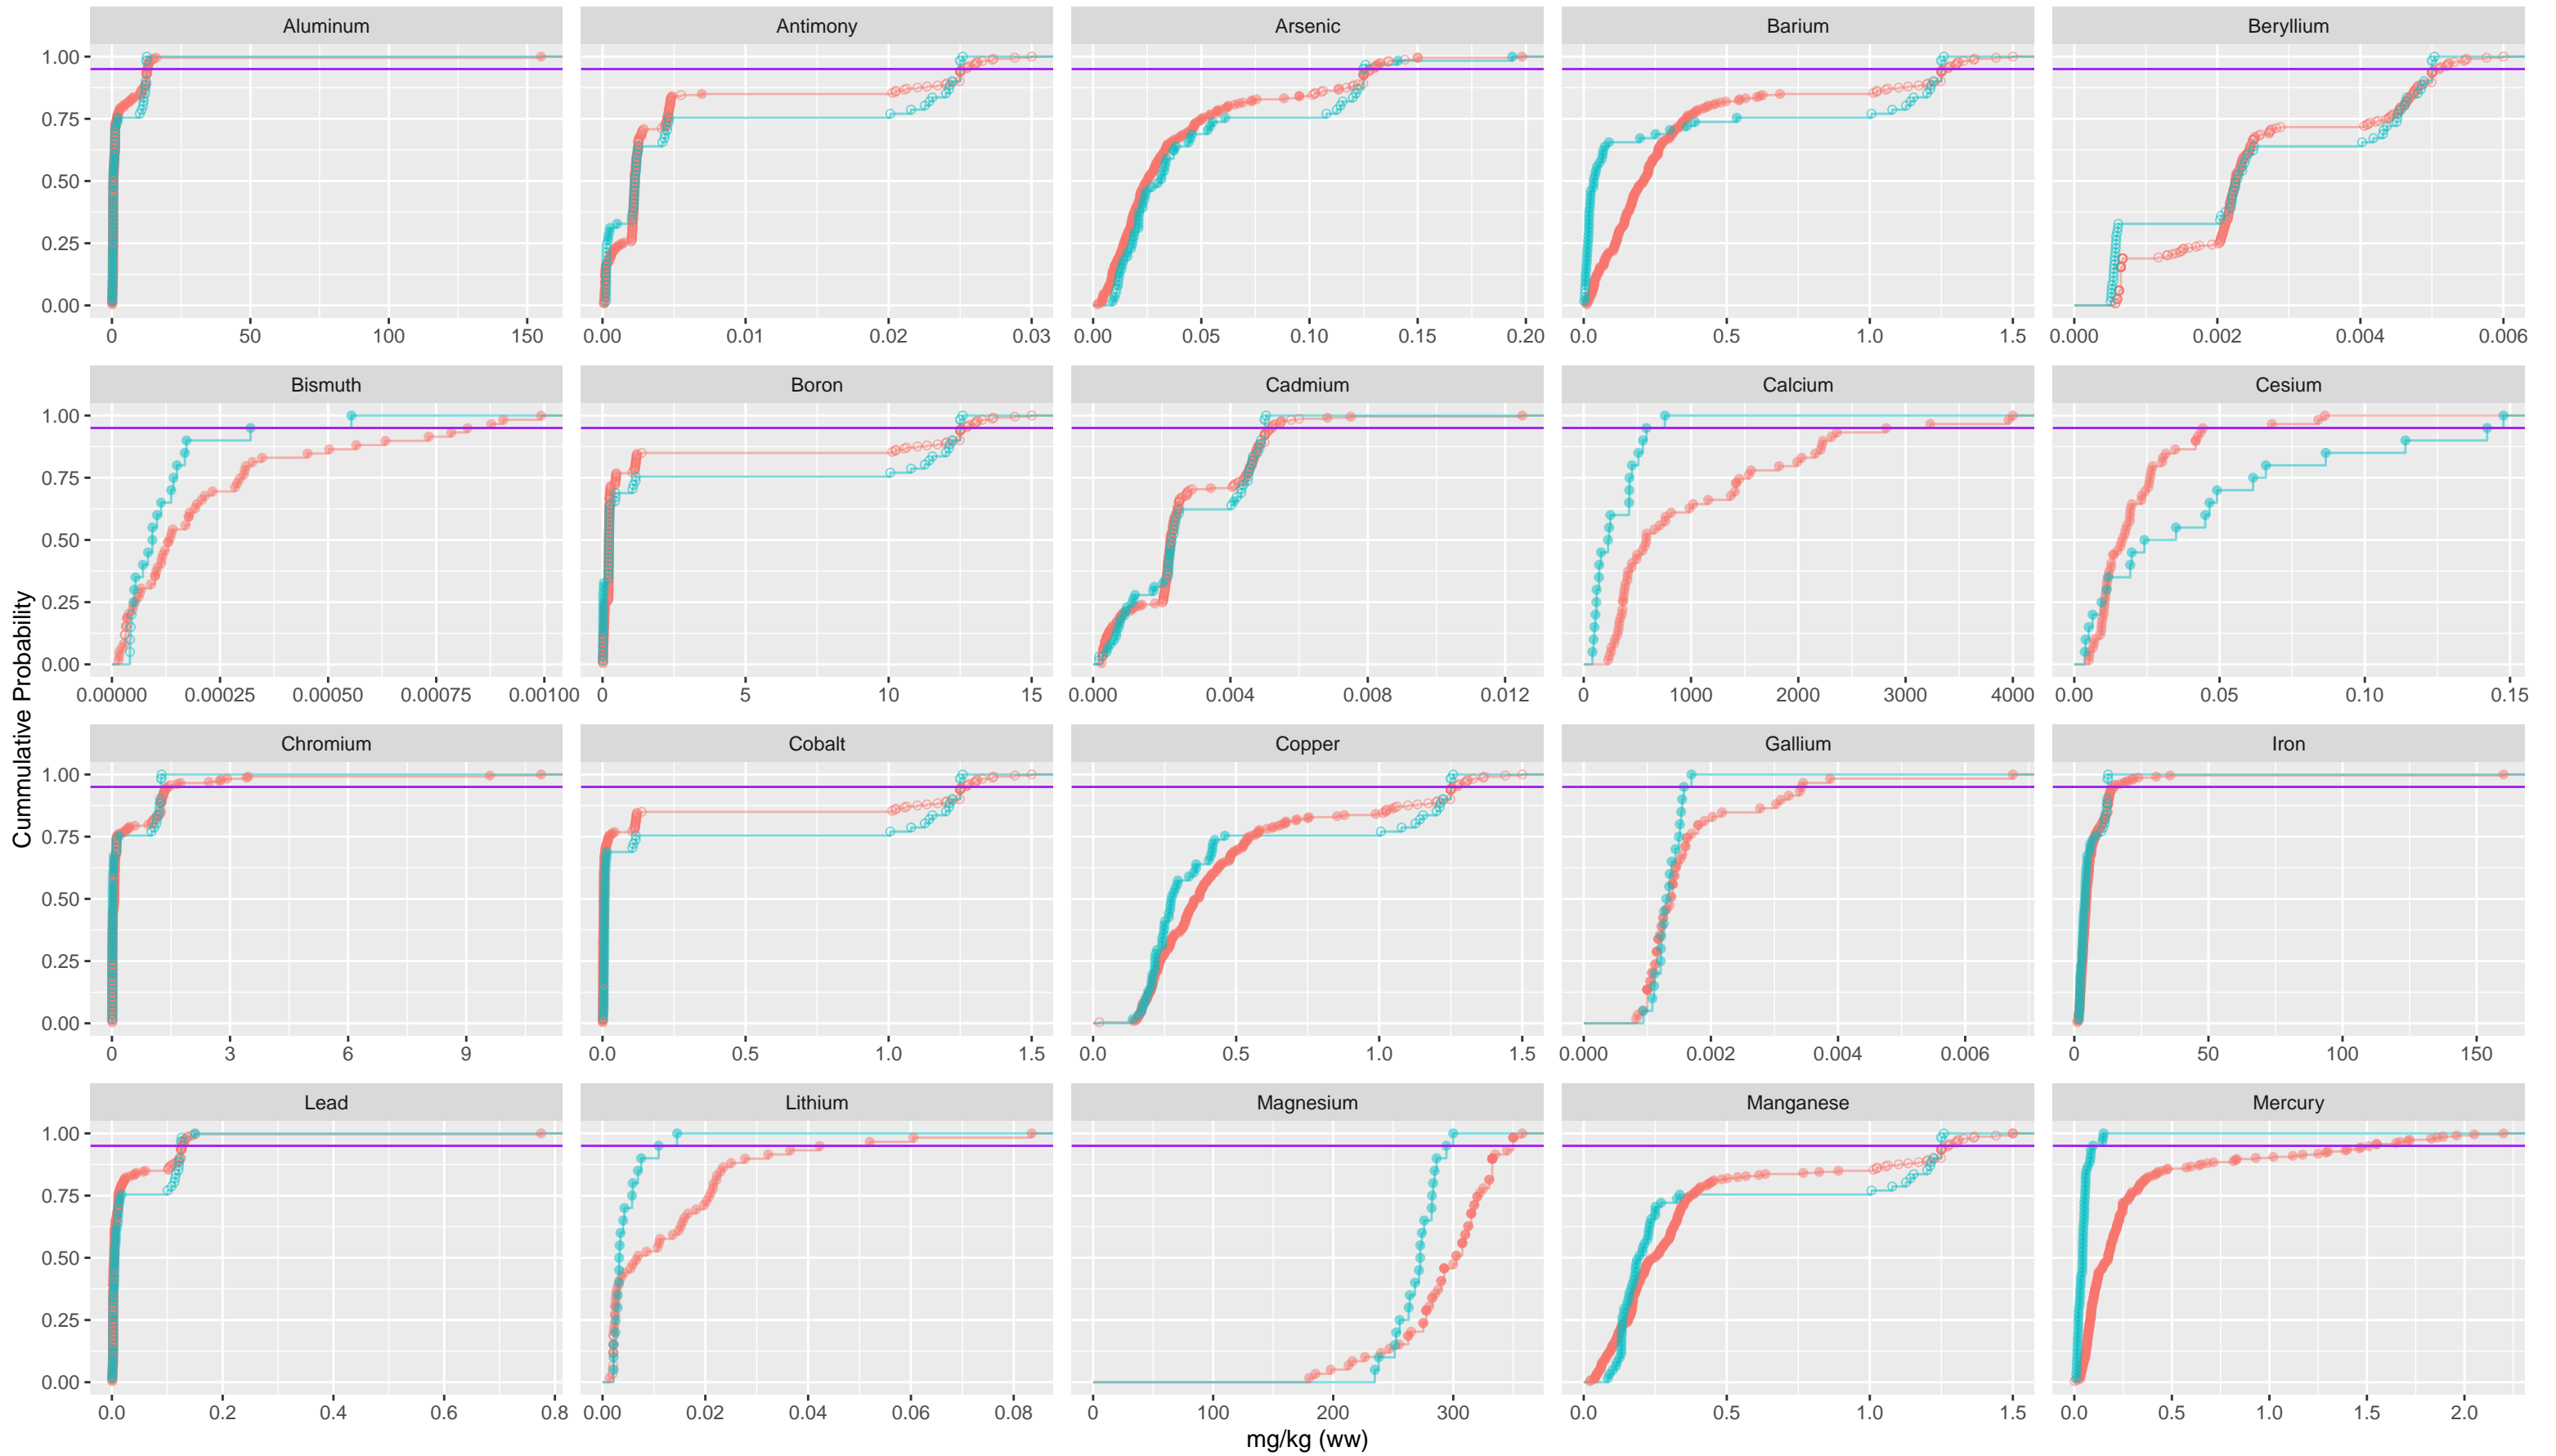 Aluminum Antimony Arsenic Barium Beryllium
1.00
0.75
0.50
0.25
0.00
0 50 100 150 0.00 0.01 0.02 0.03 0.00 0.05 0.10 0.15 0.20 0.0 0.5 1.0 1.5 0.000 0.002 0.004 0.006
Bismuth Boron Cadmium Calcium Cesium
1.00
0.75
0.50
0.25
0.00
0.00000 0.00025 0.00050 0.00075 0.00100 0 5 10 15 0.000 0.004 0.008 0.012 0 1000 2000 3000 4000 0.00 0.05 0.10 0.15
Cummulative Probability
Chromium Cobalt Copper Gallium Iron
1.00
0.75
0.50
0.25
0.00
0 3 6 9 0.0 0.5 1.0 1.5 0.0 0.5 1.0 1.5 0.000 0.002 0.004 0.006 0 50 100 150
Lead Lithium Magnesium Manganese Mercury
1.00
0.75
0.50
0.25
0.00
0.0 0.2 0.4 0.6 0.8 0.00 0.02 0.04 0.06 0.08 0 100 200 300 0.0 0.5 1.0 1.5 0.0 0.5 1.0 1.5 2.0
mg/kg (ww)